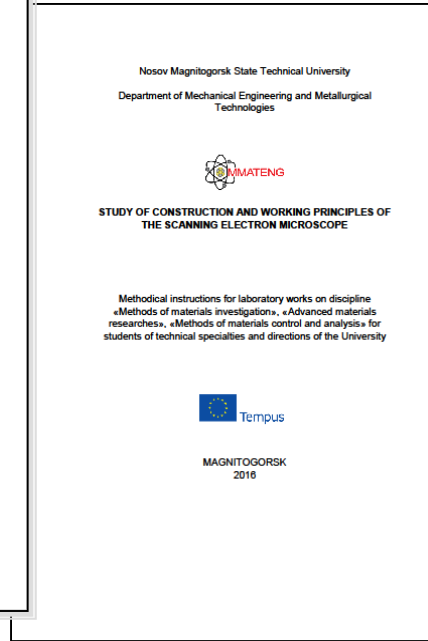 Nosov Magnitogorsk State Technical University
Department of Mechanical Engineering and Metallurgical
Technologies
MMATENG
STUDY OF CONSTRUCTION AND WORKING PRINCIPLES OF
THE SCANNING ELECTRON MICROSCOPE
Methodical instructions for laboratory works on discipline
«Methods of materials investigation», «Advanced materials
researches», «Methods of materials control and analysis» for
students of technical specialties and directions of the University
Tempus
MAGNITOGORSK
2016